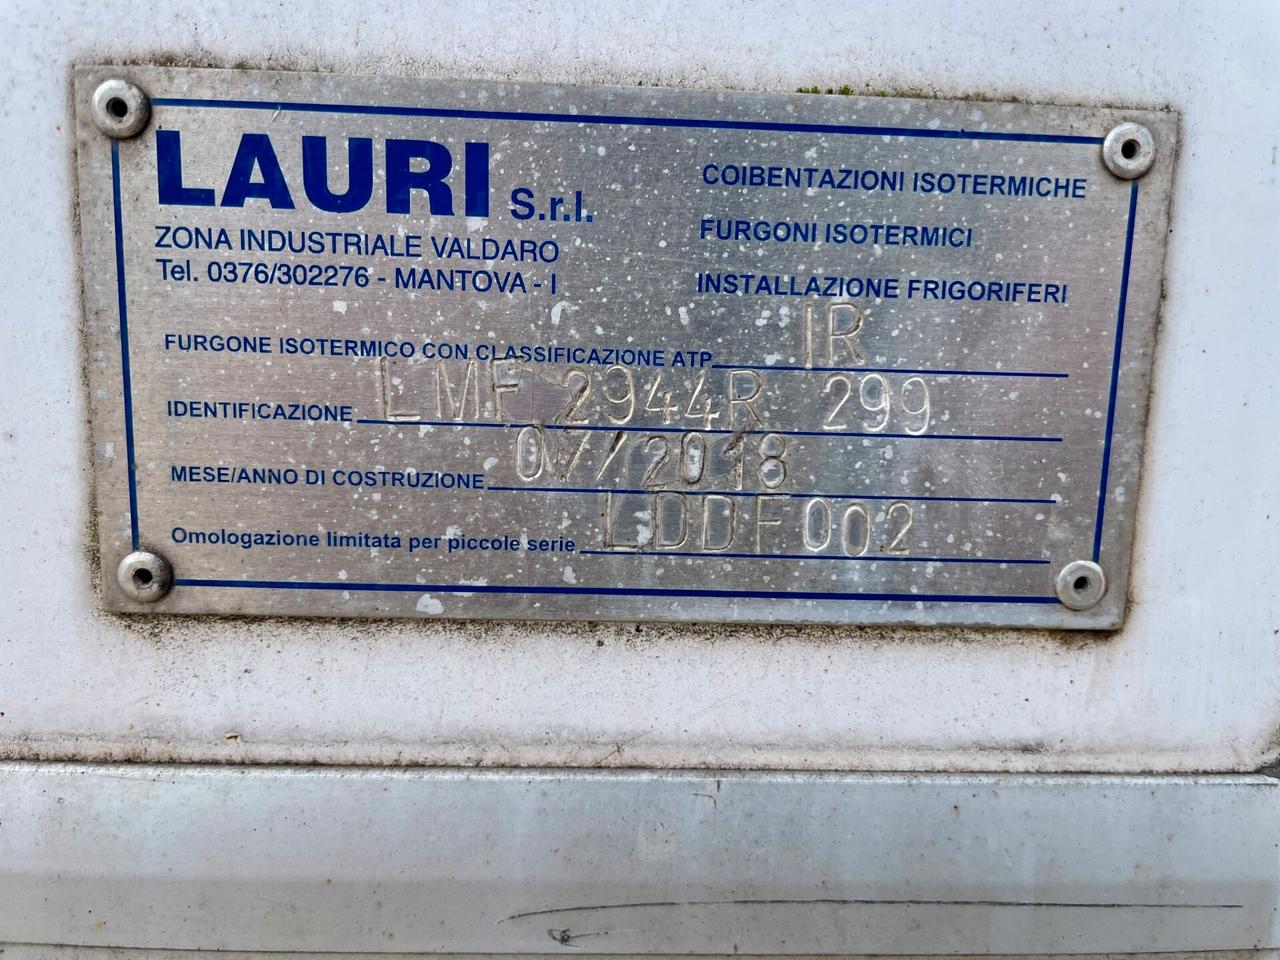 LAURI S.r.l.
ZONA INDUSTRIALE VALDARO
Tel. 0376/302276 - MANTOVA - I
COIBENTAZIONI ISOTERMICHE
FURGONI ISOTERMICI
INSTALLAZIONE FRIGORIFERI
FURGONE ISOTERMICO CON CLASSIFICAZIONE ATP IR
IDENTIFICAZIONE LMF 2944R 299
MESE/ANNO DI COSTRUZIONE 07/2018
Omologazione limitata per piccole serie LDDF002